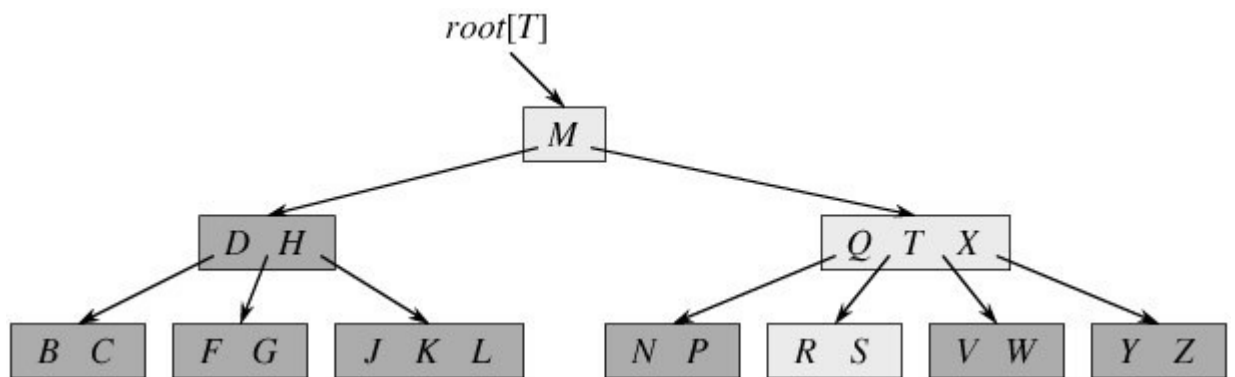 root[T]
M
D H
Q T X
B C
F G
J K L
N P
R S
V W
Y Z